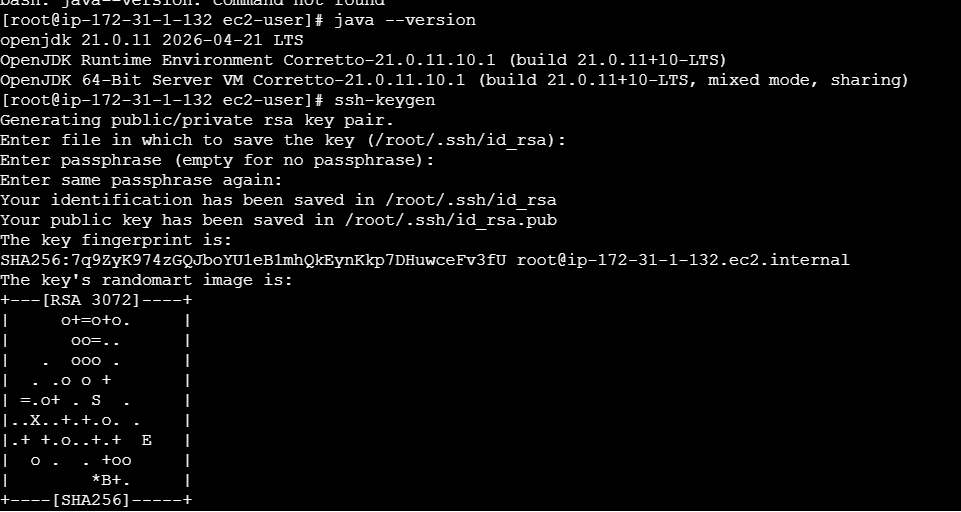 bash: java--version: command not found
[root@ip-172-31-1-132 ec2-user]# java --version
openjdk 21.0.11 2026-04-21 LTS
OpenJDK Runtime Environment Corretto-21.0.11.10.1 (build 21.0.11+10-LTS)
OpenJDK 64-Bit Server VM Corretto-21.0.11.10.1 (build 21.0.11+10-LTS, mixed mode, sharing)
[root@ip-172-31-1-132 ec2-user]# ssh-keygen
Generating public/private rsa key pair.
Enter file in which to save the key (/root/.ssh/id_rsa):
Enter passphrase (empty for no passphrase):
Enter same passphrase again:
Your identification has been saved in /root/.ssh/id_rsa
Your public key has been saved in /root/.ssh/id_rsa.pub
The key fingerprint is:
SHA256:7q9ZyK974zGQJboYU1eB1mhQkEynKkp7DHuwceFv3fU root@ip-172-31-1-132.ec2.internal
The key's randomart image is:
+---[RSA 3072]----+
|     o+=o+o.     |
|      oo=..      |
|   .  ooo .      |
|  . .o o +       |
| =.o+ . S  .     |
|..X..+.+.o. .    |
|.+ +.o..+.+  E   |
|  o .  . +oo     |
|        *B+.     |
+----[SHA256]-----+